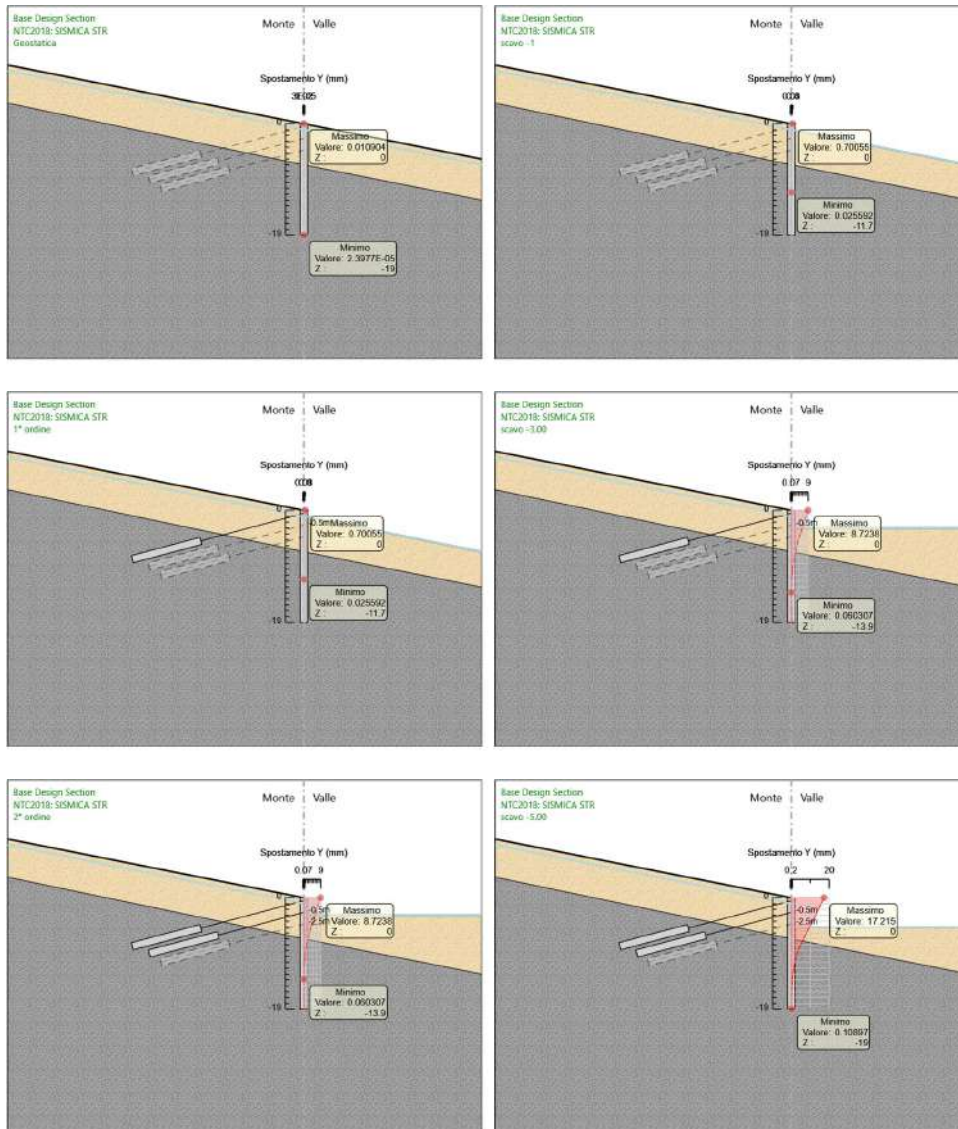 Base Design Section
NTC2018: SISMICA STR
Geostatica
Monte Valle
Spostamento Y (mm)
0
Massimo
Valore: 0.010904
Z : 0
-19
Minimo
Valore: 2.3977E-05
Z : -19
Base Design Section
NTC2018: SISMICA STR
scavo -1
Monte Valle
Spostamento Y (mm)
0
Massimo
Valore: 0.70055
Z : 0
Minimo
Valore: 0.025592
Z : -11.7
-19
Base Design Section
NTC2018: SISMICA STR
1° ordine
Monte Valle
Spostamento Y (mm)
0
-0.5m
Massimo
Valore: 0.70055
Z : 0
Minimo
Valore: 0.025592
Z : -11.7
-19
Base Design Section
NTC2018: SISMICA STR
scavo -3.00
Monte Valle
Spostamento Y (mm)
0.07 9
0
-0.5m
Massimo
Valore: 8.7238
Z : 0
Minimo
Valore: 0.060307
Z : -13.9
-19
Base Design Section
NTC2018: SISMICA STR
2° ordine
Monte Valle
Spostamento Y (mm)
0.07 9
0
-0.5m
-2.5m
Massimo
Valore: 8.7238
Z : 0
Minimo
Valore: 0.060307
Z : -13.9
-19
Base Design Section
NTC2018: SISMICA STR
scavo -5.00
Monte Valle
Spostamento Y (mm)
0.2 20
0
-0.5m
-2.5m
Massimo
Valore: 17.215
Z : 0
-19
Minimo
Valore: 0.10897
Z : -19